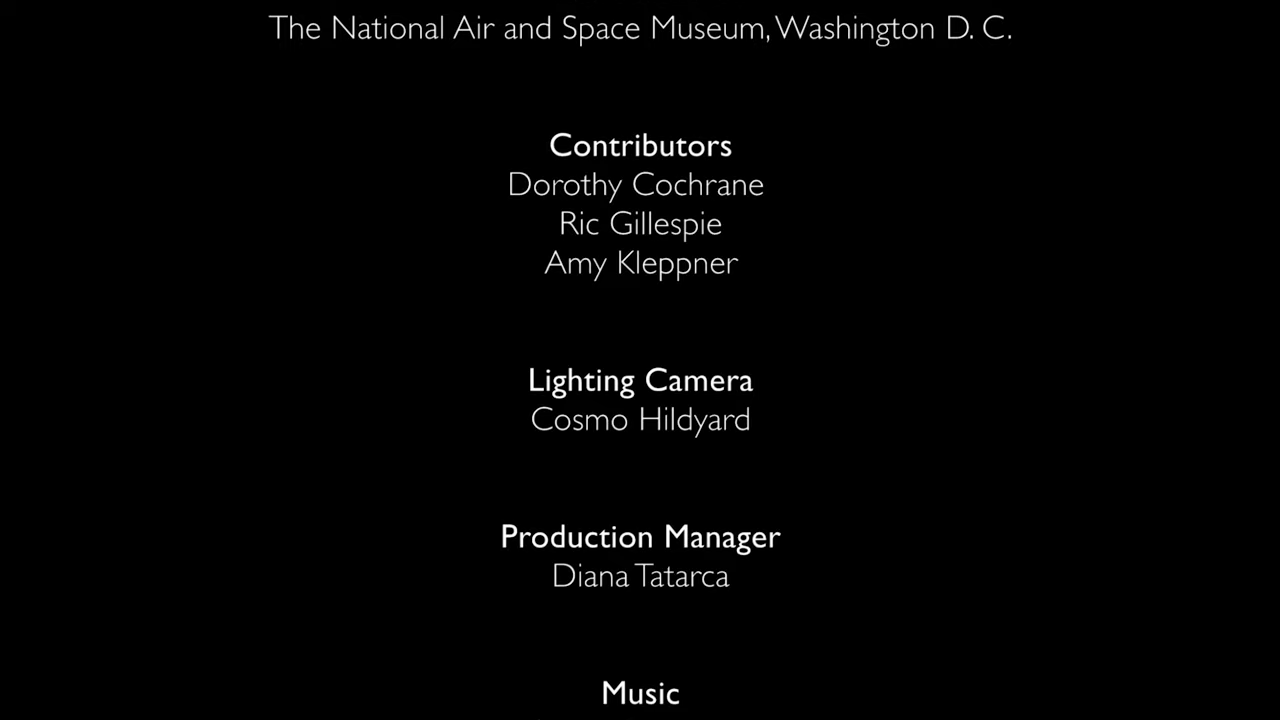 The National Air and Space Museum, Washington D. C.
Contributors
Dorothy Cochrane
Ric Gillespie
Amy Kleppner
Lighting Camera
Cosmo Hildyard
Production Manager
Diana Tatarca
Music